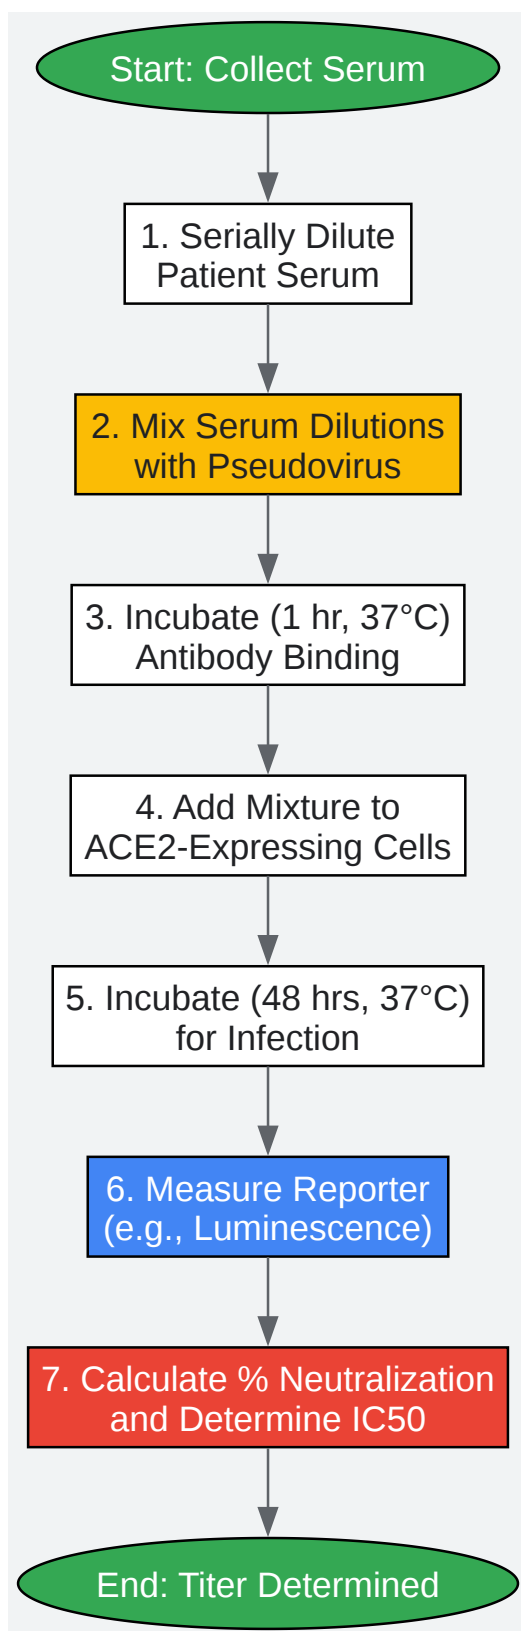 Start: Collect Serum
1. Serially Dilute
Patient Serum
2. Mix Serum Dilutions
with Pseudovirus
3. Incubate (1 hr, 37°C)
Antibody Binding
4. Add Mixture to
ACE2-Expressing Cells
5. Incubate (48 hrs, 37°C)
for Infection
6. Measure Reporter
(e.g., Luminescence)
7. Calculate % Neutralization
and Determine IC50
End: Titer Determined